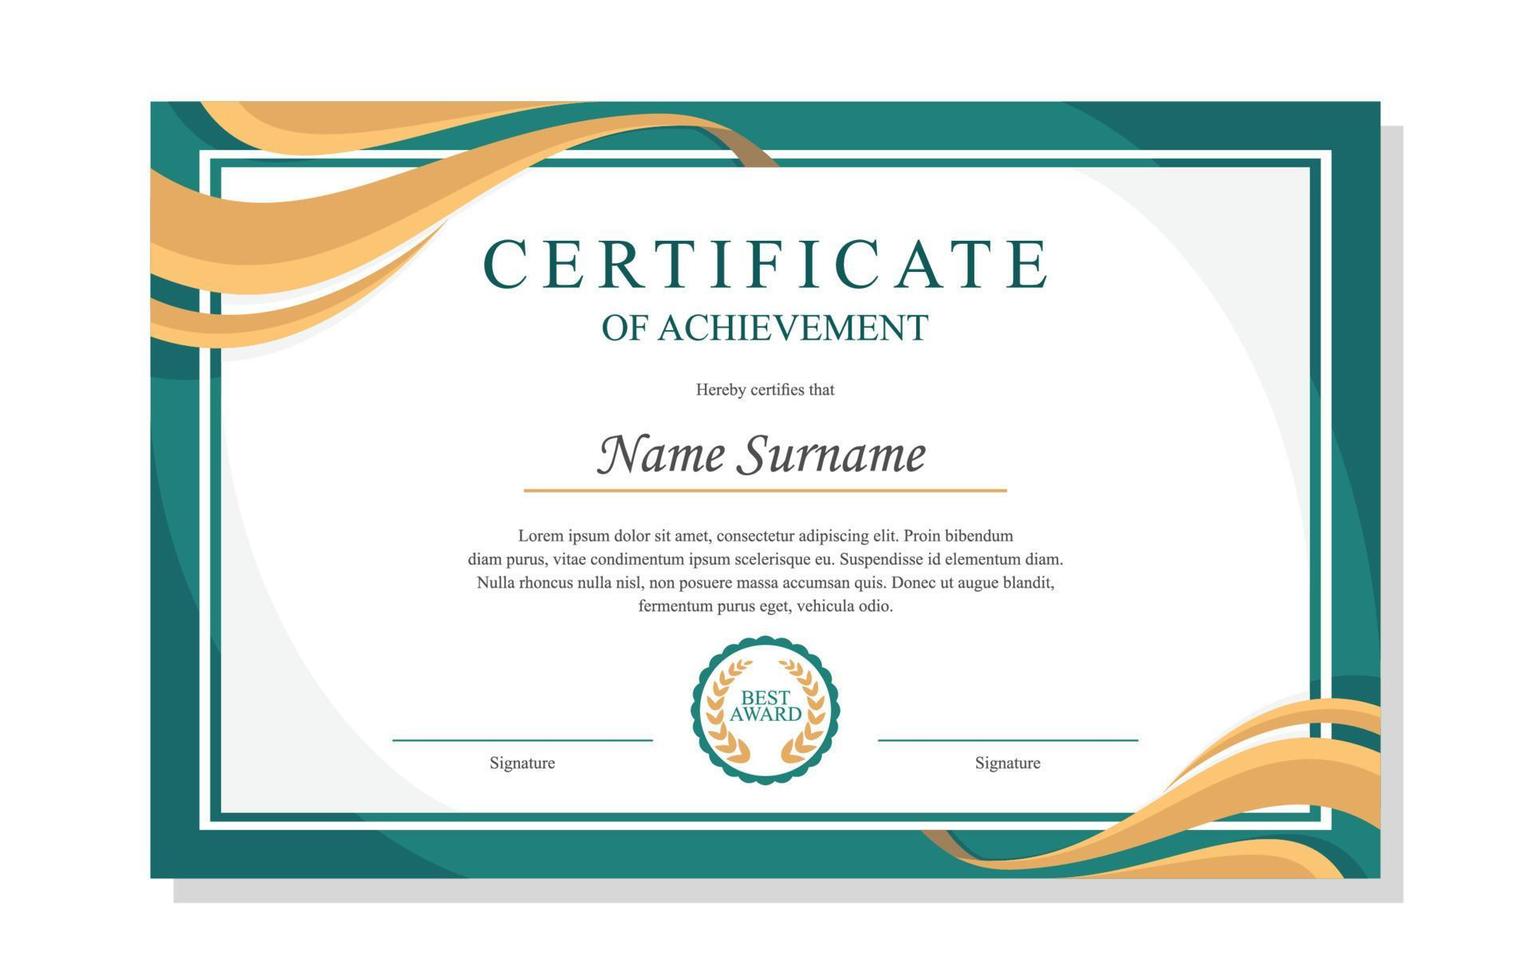 CERTIFICATE
OF ACHIEVEMENT
Hereby certifies that
Name Surname
Lorem ipsum dolor sit amet, consectetur adipiscing elit. Proin bibendum
diam purus, vitae condimentum ipsum scelerisque eu. Suspendisse id elementum diam.
Nulla rhoncus nulla nisl, non posuere massa accumsan quis. Donec ut augue blandit,
fermentum purus eget, vehicula odio.
BEST
AWARD
Signature
Signature